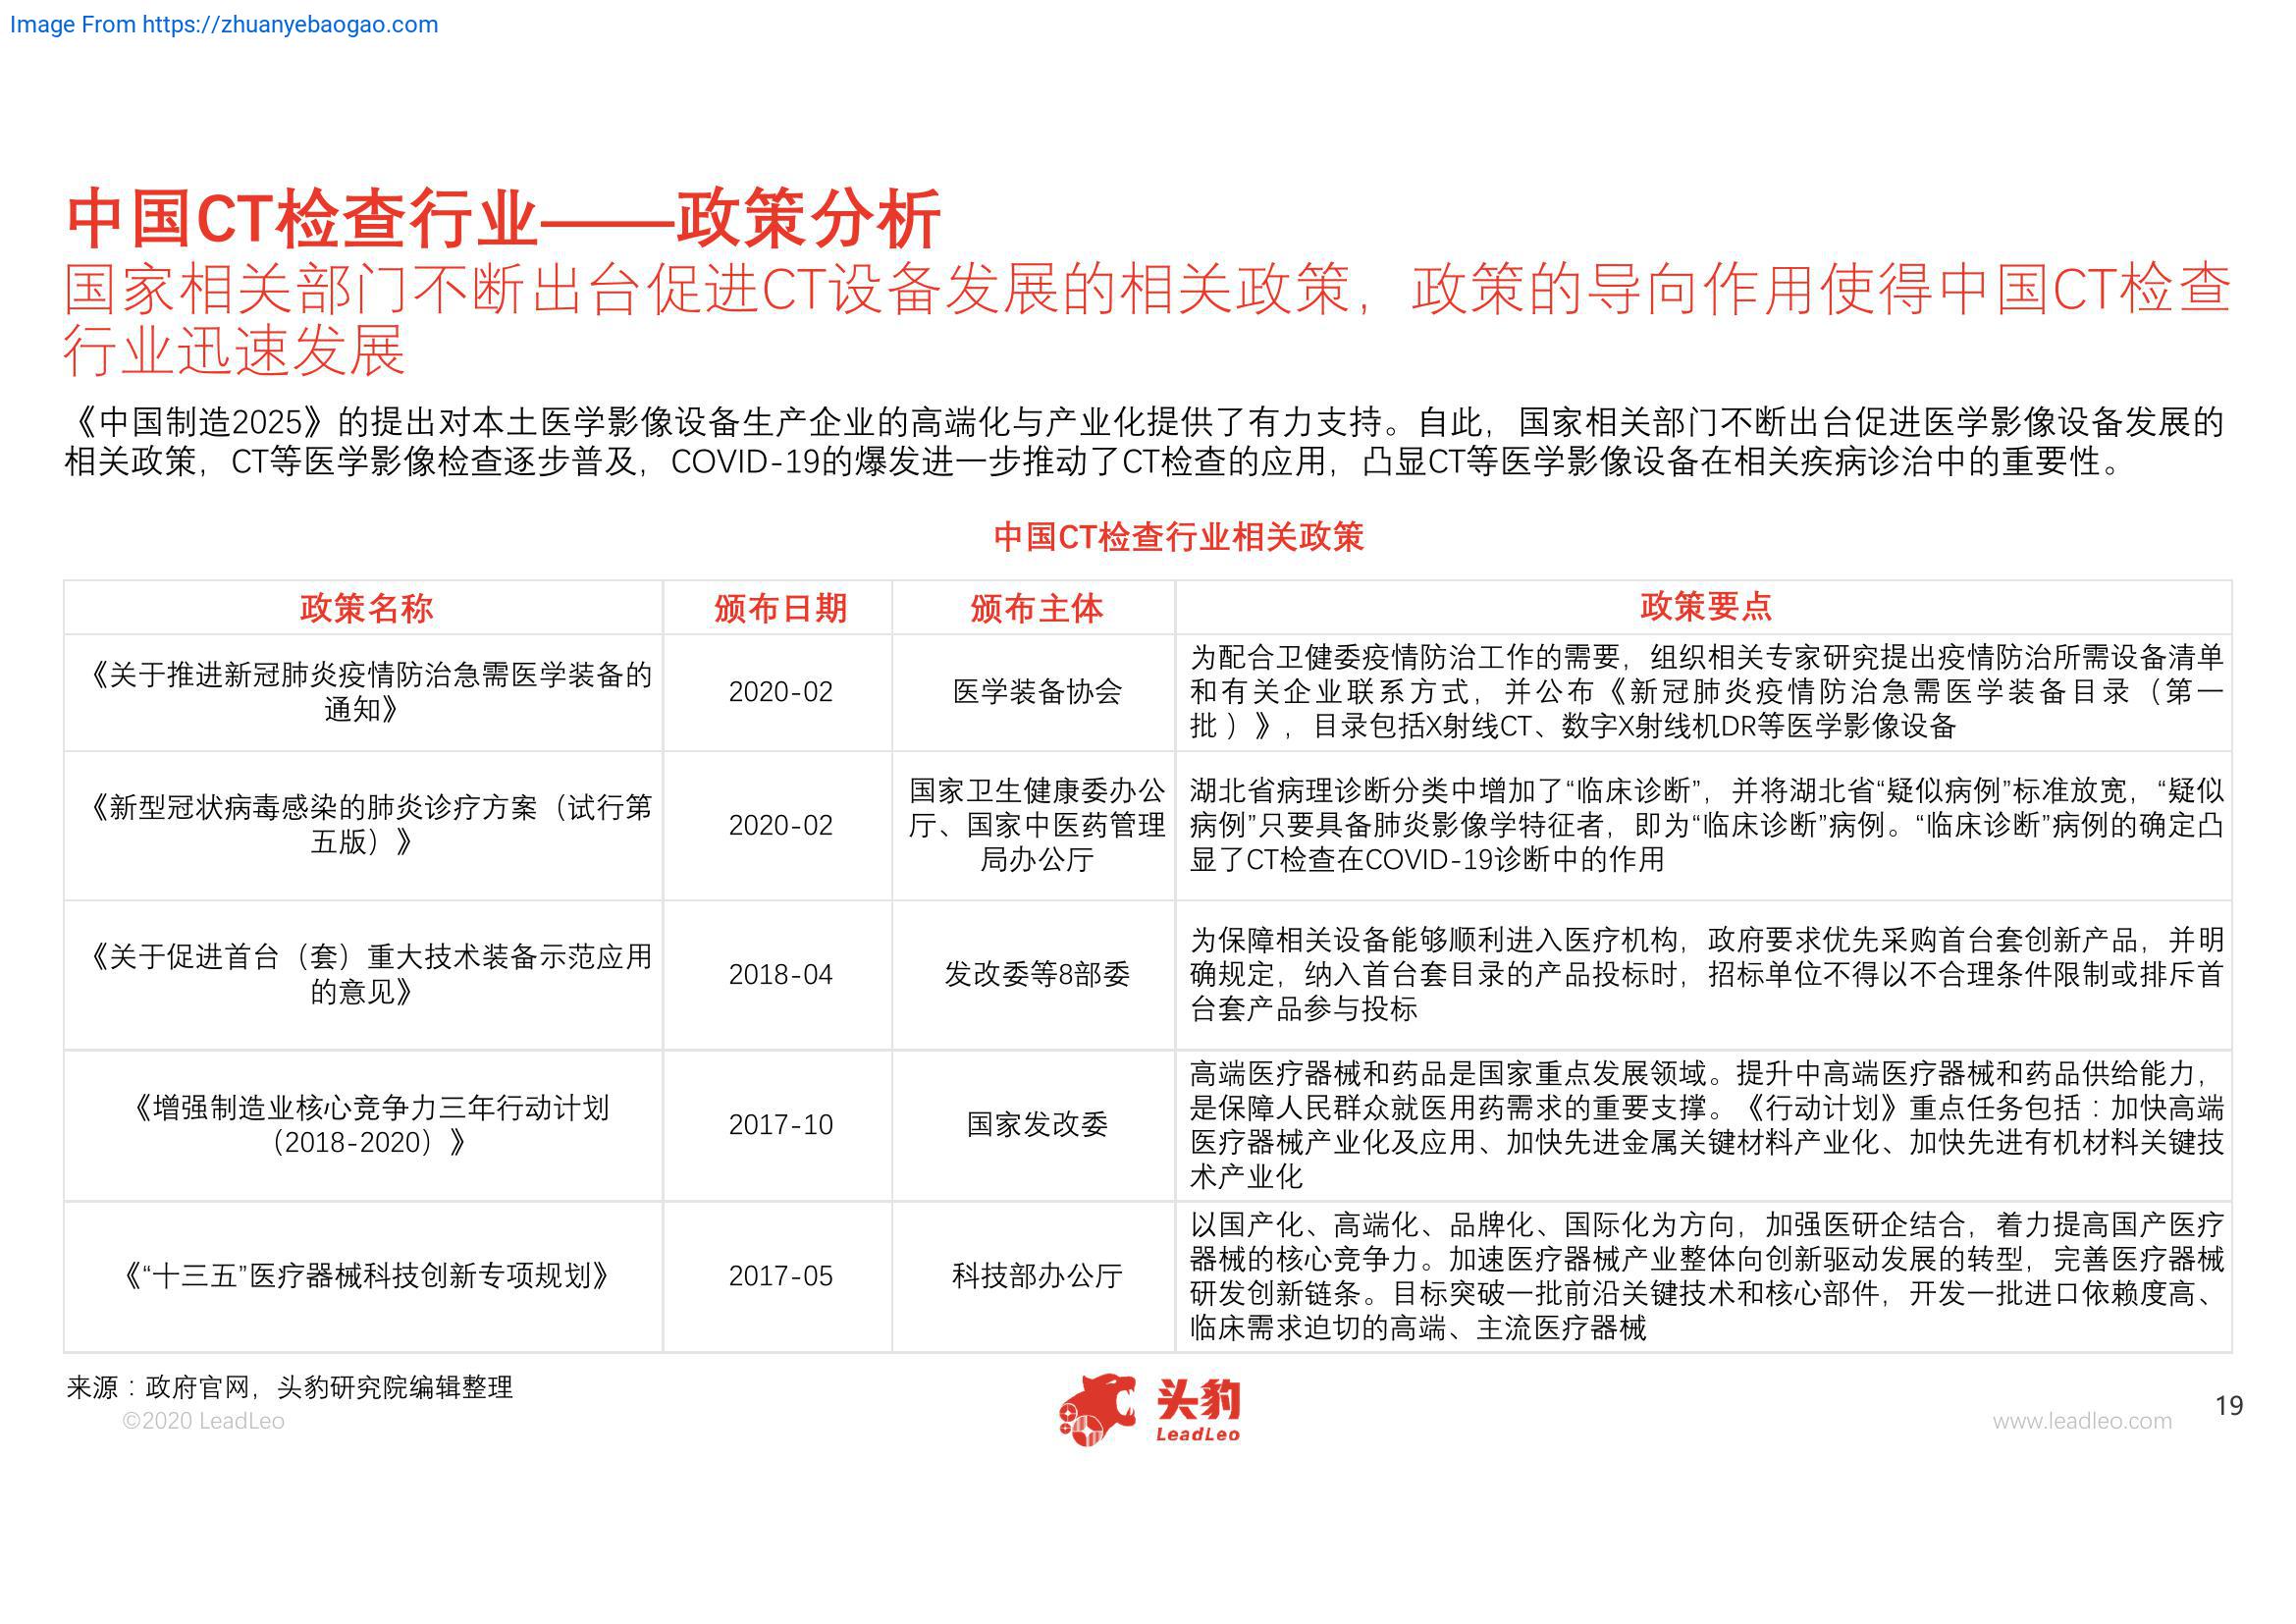 Image From https://zhuanyebaogao.com
中国CT检查行业——政策分析
国家相关部门不断出台促进CT设备发展的相关政策，政策的导向作用使得中国CT检查
行业迅速发展
《中国制造2025》的提出对本土医学影像设备生产企业的高端化与产业化提供了有力支持。自此，国家相关部门不断出台促进医学影像设备发展的
相关政策，CT等医学影像检查逐步普及，COVID-19的爆发进一步推动了CT检查的应用，凸显CT等医学影像设备在相关疾病诊治中的重要性。
中国CT检查行业相关政策
政策名称
颁布日期
颁布主体
政策要点
《关于推进新冠肺炎疫情防治急需医学装备的
通知》
2020-02
医学装备协会
为配合卫健委疫情防治工作的需要，组织相关专家研究提出疫情防治所需设备清单
和有关企业联系方式，并公布《新冠肺炎疫情防治急需医学装备目录（第一
批）》，目录包括X射线CT、数字X射线机DR等医学影像设备
《新型冠状病毒感染的肺炎诊疗方案（试行第
五版）》
2020-02
国家卫生健康委办公
厅、国家中医药管理
局办公厅
湖北省病理诊断分类中增加了“临床诊断”，并将湖北省“疑似病例”标准放宽，“疑似
病例”只要具备肺炎影像学特征者，即为“临床诊断”病例。“临床诊断”病例的确定凸
显了CT检查在COVID-19诊断中的作用
《关于促进首台（套）重大技术装备示范应用
的意见》
2018-04
发改委等8部委
为保障相关设备能够顺利进入医疗机构，政府要求优先采购首台套创新产品，并明
确规定，纳入首台套目录的产品投标时，招标单位不得以不合理条件限制或排斥首
台套产品参与投标
《增强制造业核心竞争力三年行动计划
（2018-2020）》
2017-10
国家发改委
高端医疗器械和药品是国家重点发展领域。提升中高端医疗器械和药品供给能力，
是保障人民群众就医用药需求的重要支撑。《行动计划》重点任务包括：加快高端
医疗器械产业化及应用、加快先进金属关键材料产业化、加快先进有机材料关键技
术产业化
《“十三五”医疗器械科技创新专项规划》
2017-05
科技部办公厅
以国产化、高端化、品牌化、国际化为方向，加强医研企结合，着力提高国产医疗
器械的核心竞争力。加速医疗器械产业整体向创新驱动发展的转型，完善医疗器械
研发创新链条。目标突破一批前沿关键技术和核心部件，开发一批进口依赖度高、
临床需求迫切的高端、主流医疗器械
来源：政府官网，头豹研究院编辑整理
©2020 LeadLeo
头豹
LeadLeo
www.leadleo.com
19